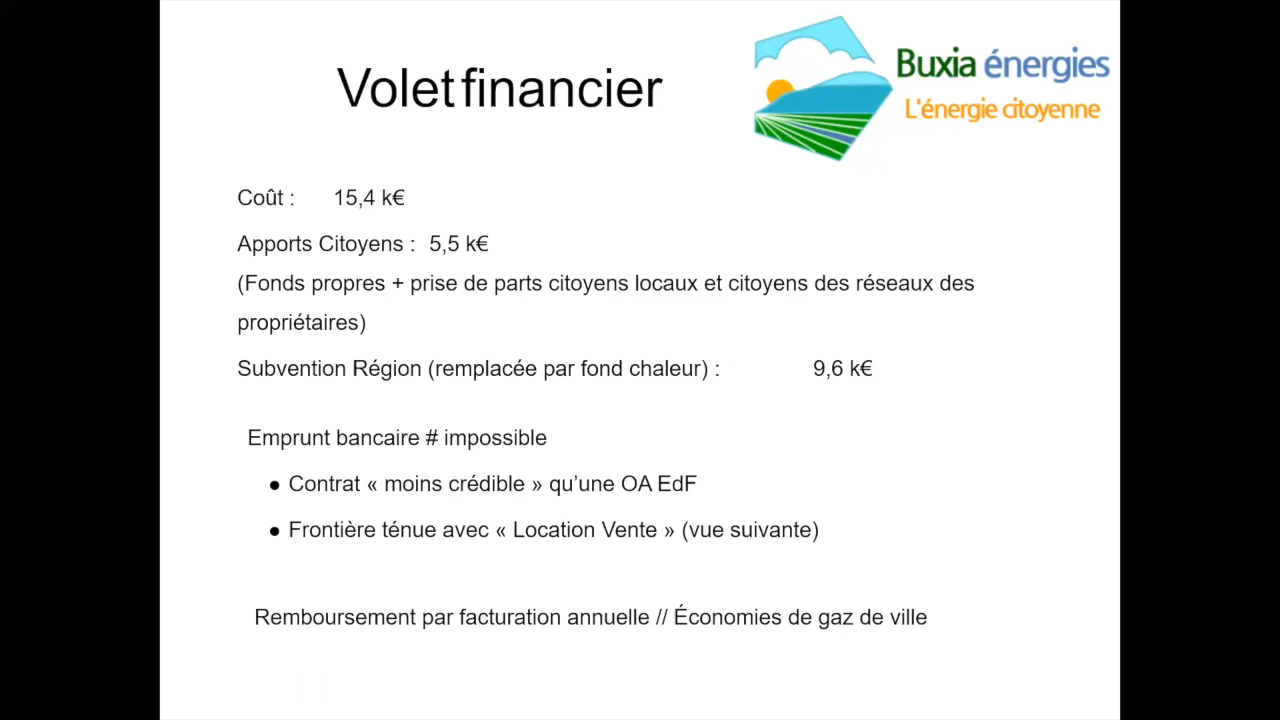 Volet financier
Buxia énergies
L'énergie citoyenne
Coût : 15,4 k€
Apports Citoyens : 5,5 k€
(Fonds propres + prise de parts citoyens locaux et citoyens des réseaux des
propriétaires)
Subvention Région (remplacée par fond chaleur) : 9,6 k€
Emprunt bancaire # impossible
● Contrat « moins crédible » qu’une OA EdF
● Frontière ténue avec « Location Vente » (vue suivante)
Remboursement par facturation annuelle // Économies de gaz de ville